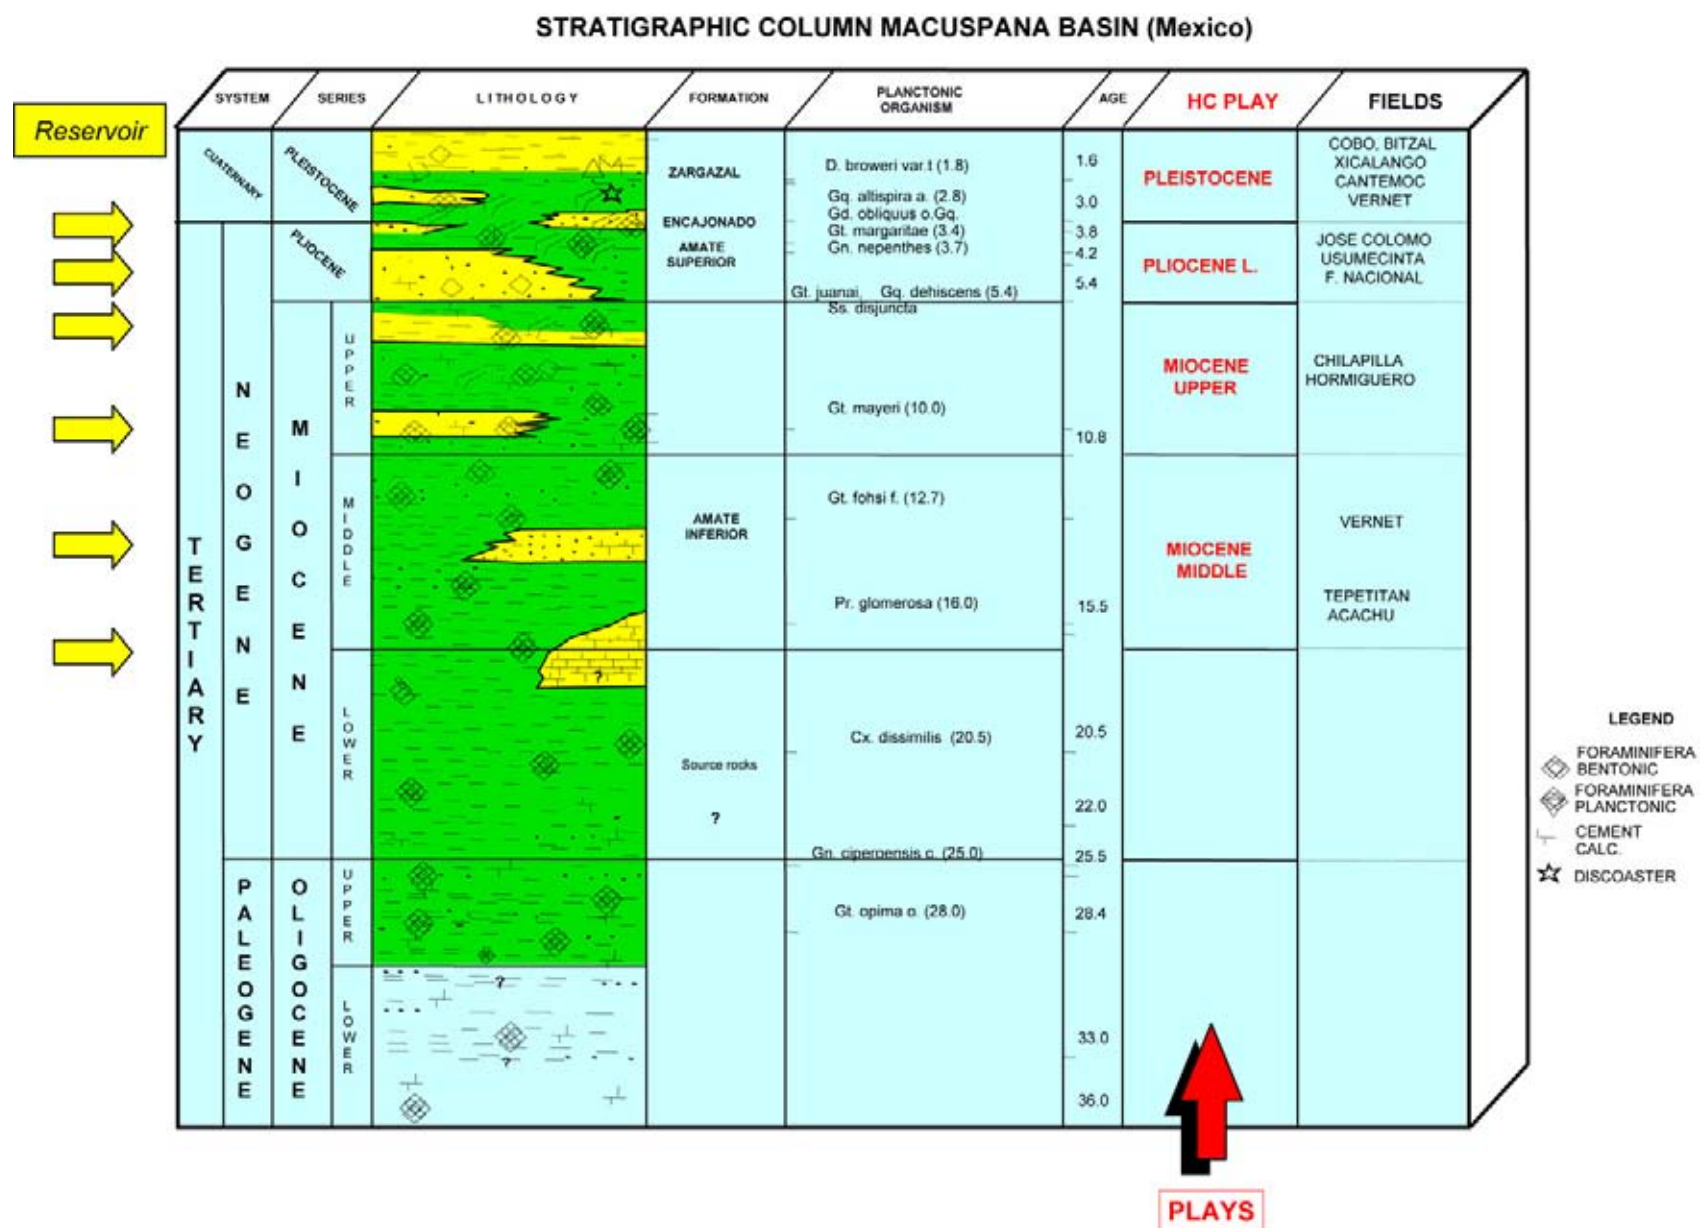 STRATIGRAPHIC COLUMN MACUSPANA BASIN (Mexico)
Reservoir
SYSTEM
SERIES
LITHOLOGY
FORMATION
PLANCTONIC
ORGANISM
AGE
HC PLAY
FIELDS
CUATERNARY
TERTIARY
NEOGENE
PALEOGENE
PLEISTOCENE
PLIOCENE
MIOCENE
OLIGOCENE
UPPER
MIDDLE
LOWER
UPPER
LOWER
?
?
?
ZARGAZAL
ENCAJONADO
AMATE
SUPERIOR
AMATE
INFERIOR
Source rocks
?
D. broweri var.t (1.8)
Gq. altispira a. (2.8)
Gd. obliquus o.Gq.
Gt. margaritae (3.4)
Gn. nepenthes (3.7)
Gt. juanai, Gq. dehiscens (5.4)
Ss. disjuncta
Gt. mayeri (10.0)
Gt. fohsi f. (12.7)
Pr. glomerosa (16.0)
Cx. dissimilis (20.5)
Gn. ciperoensis c. (25.0)
Gt. opima o. (28.0)
1.6
3.0
3.8
4.2
5.4
10.8
15.5
20.5
22.0
25.5
28.4
33.0
36.0
PLEISTOCENE
PLIOCENE L.
MIOCENE
UPPER
MIOCENE
MIDDLE
COBO, BITZAL
XICALANGO
CANTEMOC
VERNET
JOSE COLOMO
USUMECINTA
F. NACIONAL
CHILAPILLA
HORMIGUERO
VERNET
TEPETITAN
ACACHU
LEGEND
FORAMINIFERA
BENTONIC
FORAMINIFERA
PLANCTONIC
CEMENT
CALC.
DISCOASTER
PLAYS